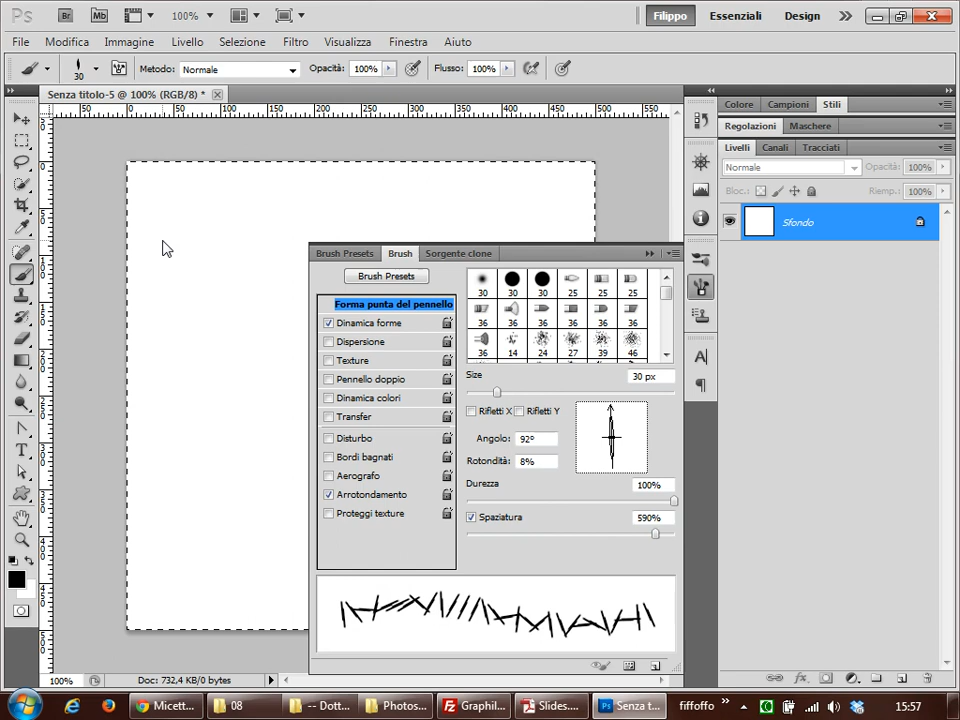 Ps Br Mb 100% Filippo Essenziali Design
File Modifica Immagine Livello Selezione Filtro Visualizza Finestra Aiuto
30 Metodo: Normale Opacità: 100% Flusso: 100%
Senza titolo-5 @ 100% (RGB/8) *
50 0 50 100 150 200 250 300 350 400 450 500 550
Colore Campioni Stili
Regolazioni Maschere
Livelli Canali Tracciati
Normale Opacità: 100%
Bloc.: Riemp.: 100%
Sfondo
Brush Presets Brush Sorgente clone
Brush Presets
Forma punta del pennello
Dinamica forme
Dispersione
Texture
Pennello doppio
Dinamica colori
Transfer
Disturbo
Bordi bagnati
Aerografo
Arrotondamento
Proteggi texture
30 30 30 25 25 25
36 36 36 36 36 36
36 14 24 27 39 46
Size 30 px
Rifletti X Rifletti Y
Angolo: 92º
Rotondità: 8%
Durezza 100%
Spaziatura 590%
100% Doc: 732,4 KB/0 bytes
Micett... 08 -- Dott... Photos... Graphil... Slides.... Senza t... fiffoffo 15:57